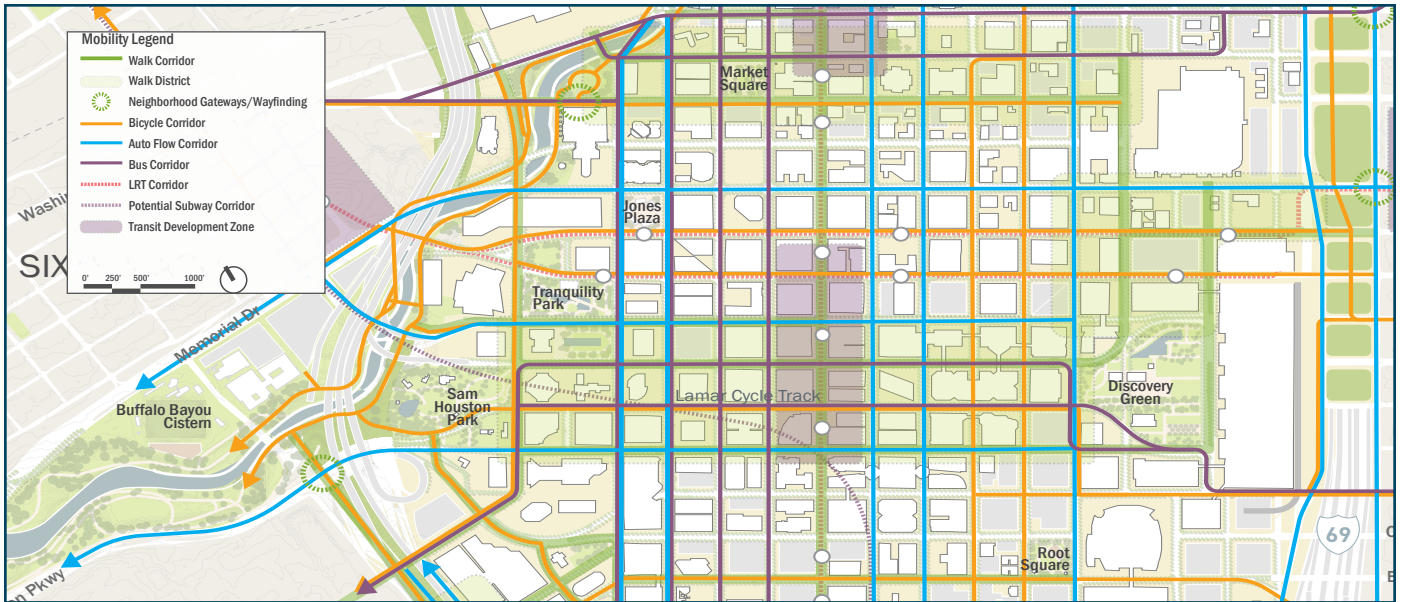 Mobility Legend
Walk Corridor
Walk District
Neighborhood Gateways/Wayfinding
Bicycle Corridor
Auto Flow Corridor
Bus Corridor
LRT Corridor
Potential Subway Corridor
Transit Development Zone
0' 250' 500' 1000'
SIX
Memorial Dr
Buffalo Bayou
Cistern
Sam
Houston
Park
Market
Square
Jones
Plaza
Tranquility
Park
Lamar Cycle Track
Discovery
Green
Root
Square
69
n Pkwy